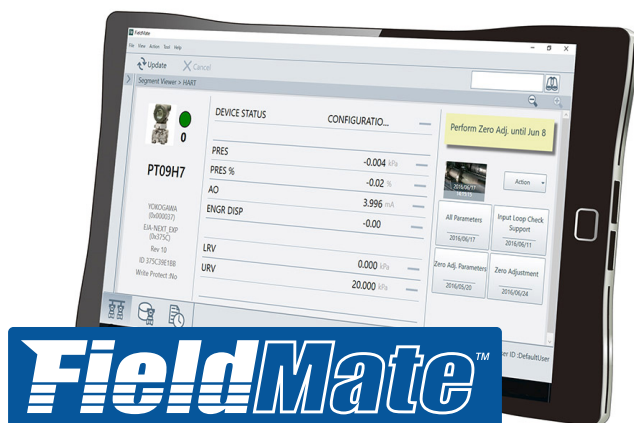 FieldMate
File View Action Tool Help
Update Cancel
Segment Viewer > HART
0
PT09H7
YOKOGAWA
(0x000037)
EJA-NEXT_EXP
(0x375C)
Rev 10
ID 375C39E1BB
Write Protect :No
DEVICE STATUS CONFIGURATIO...
PRES -0.004 kPa
PRES % -0.02 %
AO 3.996 mA
ENGR DISP -0.00
LRV 0.000 kPa
URV 20.000 kPa
Perform Zero Adj. until Jun 8
2016/06/17
Action
All Parameters
2016/06/17
Input Loop Check
Support
2016/06/11
Zero Adj. Parameters
2016/05/20
Zero Adjustment
2016/06/24
ser ID :DefaultUser
FieldMate™